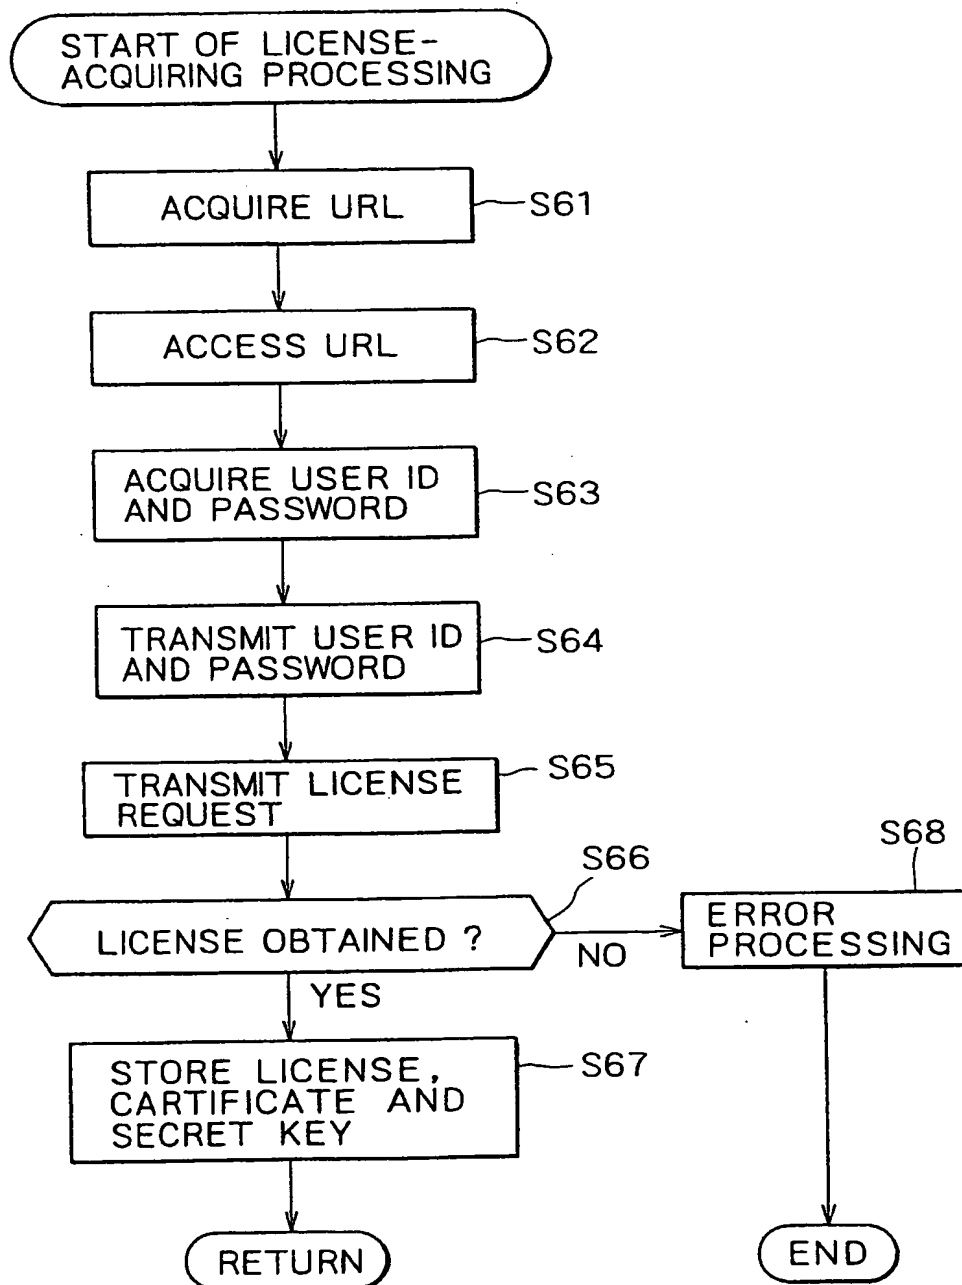 START OF LICENSE-
ACQUIRING PROCESSING
ACQUIRE URL
S61
ACCESS URL
S62
ACQUIRE USER ID
AND PASSWORD
S63
TRANSMIT USER ID
AND PASSWORD
S64
TRANSMIT LICENSE
REQUEST
S65
LICENSE OBTAINED ?
S66
NO
YES
S68
ERROR
PROCESSING
STORE LICENSE,
CARTIFICATE AND
SECRET KEY
S67
RETURN
END